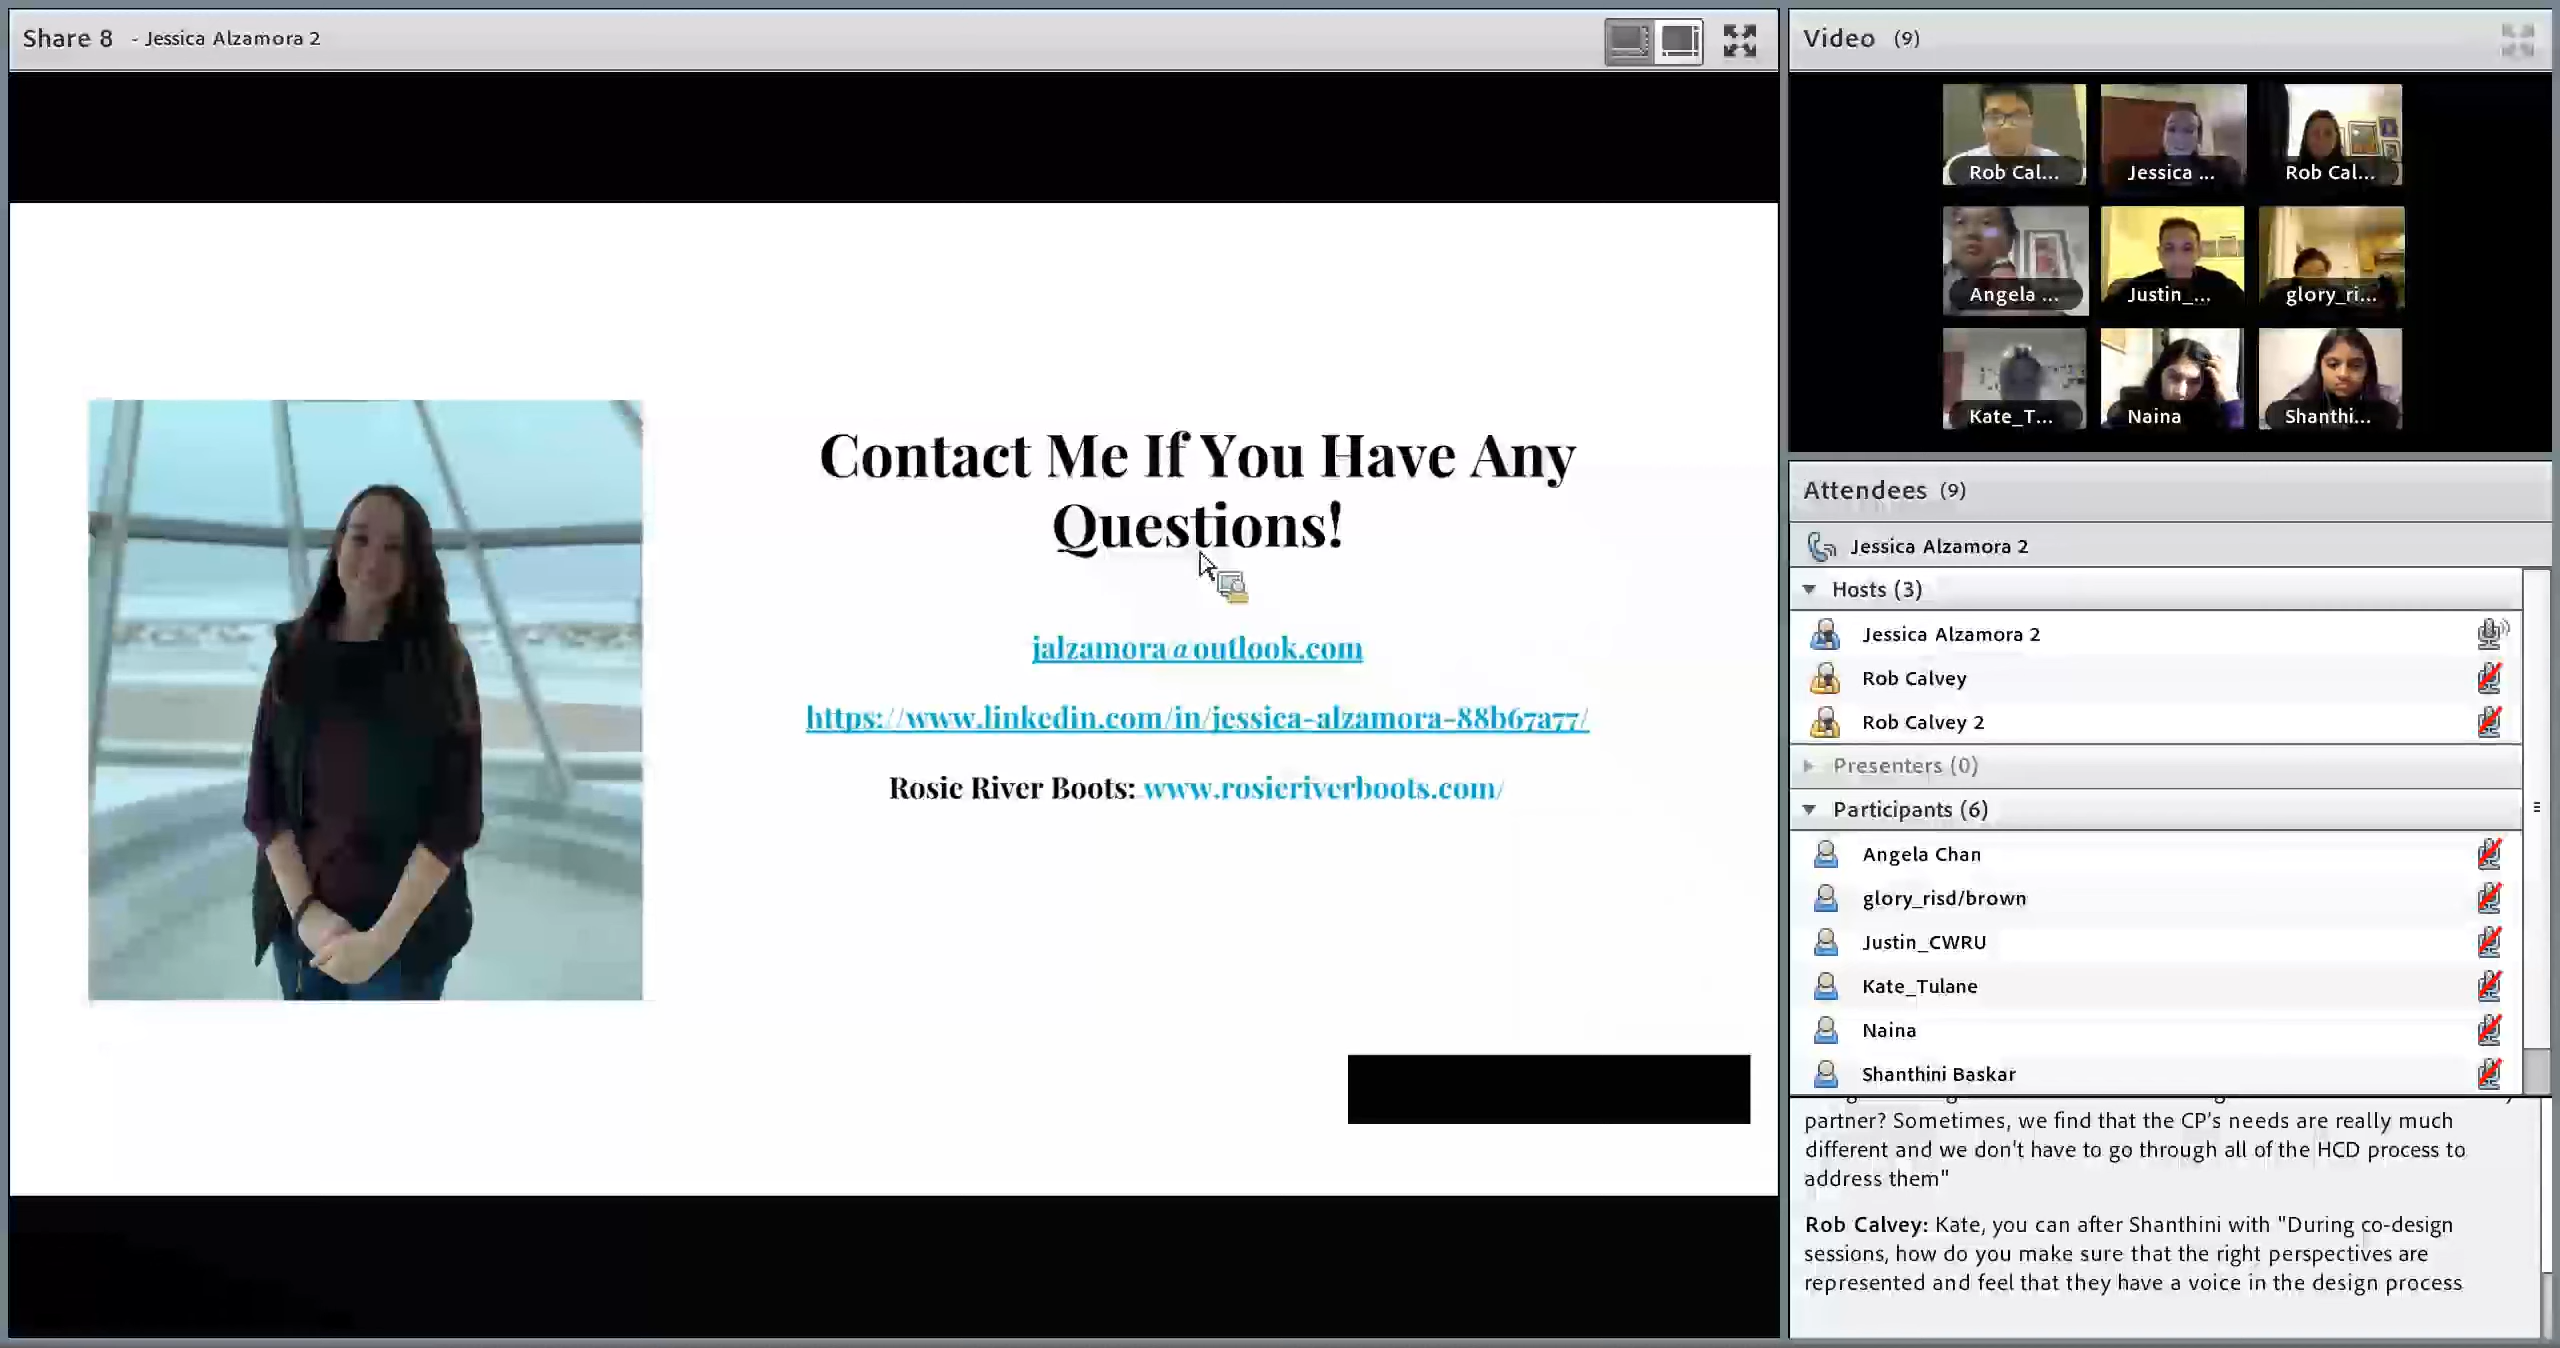 Share 8 - Jessica Alzamora 2
Contact Me If You Have Any
Questions!
jalzamora@outlook.com
https://www.linkedin.com/in/jessica-alzamora-88b67a77/
Rosie River Boots: www.rosieriverboots.com/
Video (9)
Rob Cal...
Jessica ...
Rob Cal...
Angela ...
Justin_...
glory_ri...
Kate_T...
Naina
Shanthi...
Attendees (9)
Jessica Alzamora 2
Hosts (3)
Jessica Alzamora 2
Rob Calvey
Rob Calvey 2
Presenters (0)
Participants (6)
Angela Chan
glory_risd/brown
Justin_CWRU
Kate_Tulane
Naina
Shanthini Baskar
partner? Sometimes, we find that the CP's needs are really much
different and we don't have to go through all of the HCD process to
address them"
Rob Calvey: Kate, you can after Shanthini with "During co-design
sessions, how do you make sure that the right perspectives are
represented and feel that they have a voice in the design process